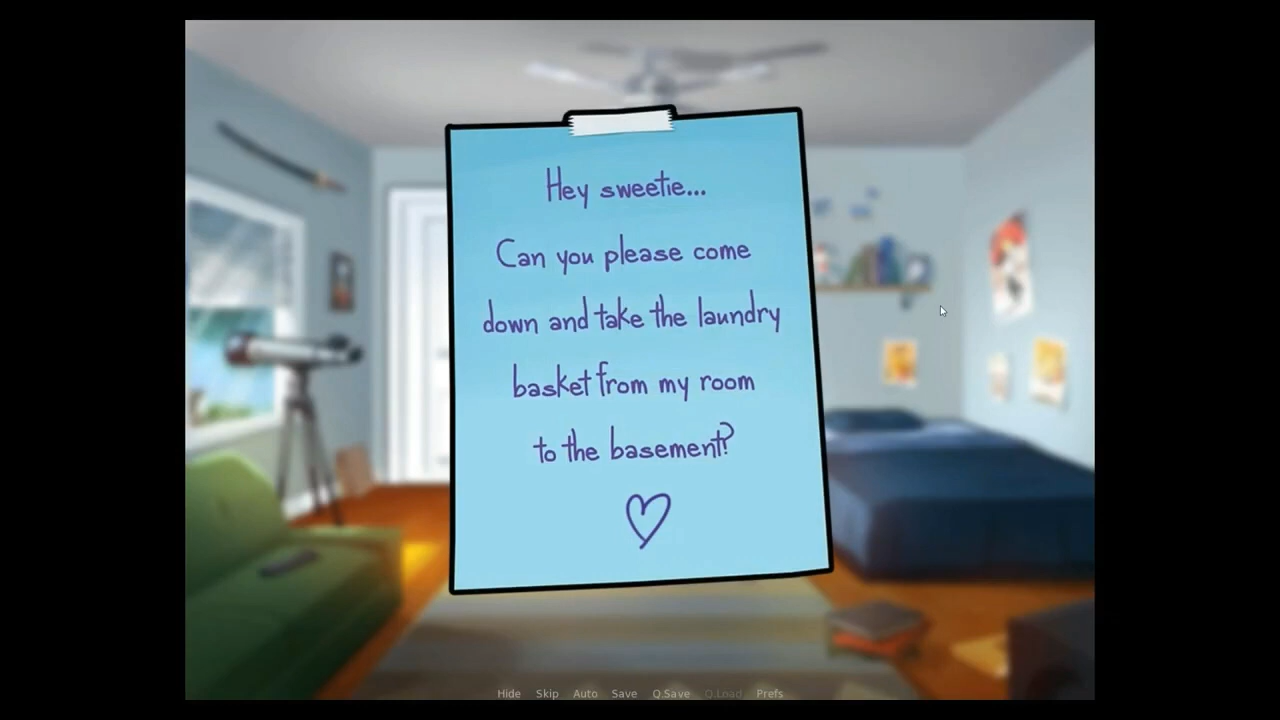 Hey sweetie...
Can you please come
down and take the laundry
basket from my room
to the basement?
Hide Skip Auto Save Q.Save Q.Load Prefs